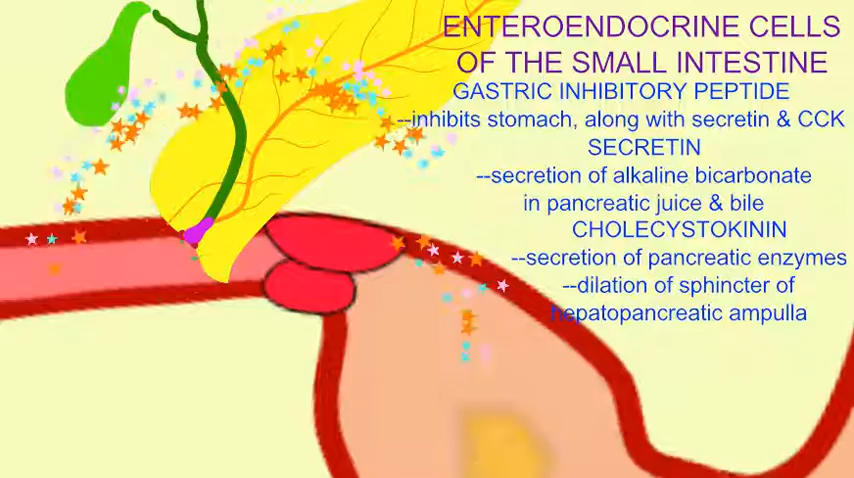 ENTEROENDOCRINE CELLS
OF THE SMALL INTESTINE
GASTRIC INHIBITORY PEPTIDE
--inhibits stomach, along with secretin & CCK
SECRETIN
--secretion of alkaline bicarbonate
in pancreatic juice & bile
CHOLECYSTOKININ
--secretion of pancreatic enzymes
--dilation of sphincter of
hepatopancreatic ampulla